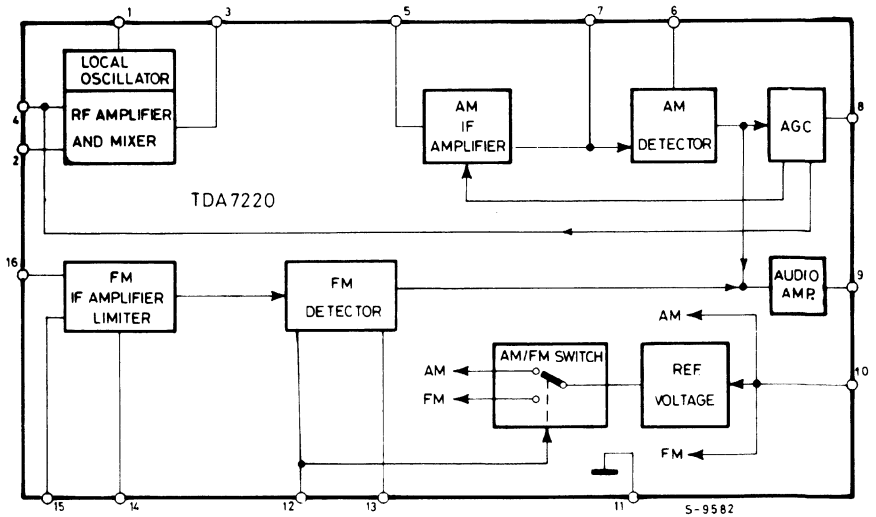 1
3
5
7
6
LOCAL
OSCILLATOR
RF AMPLIFIER
AND MIXER
4
2
AM
IF
AMPLIFIER
AM
DETECTOR
AGC
8
TDA7220
16
FM
IF AMPLIFIER
LIMITER
FM
DETECTOR
AUDIO
AMP.
9
AM
AM/FM SWITCH
AM
FM
REF
VOLTAGE
10
FM
15
14
12
13
11
S-9582